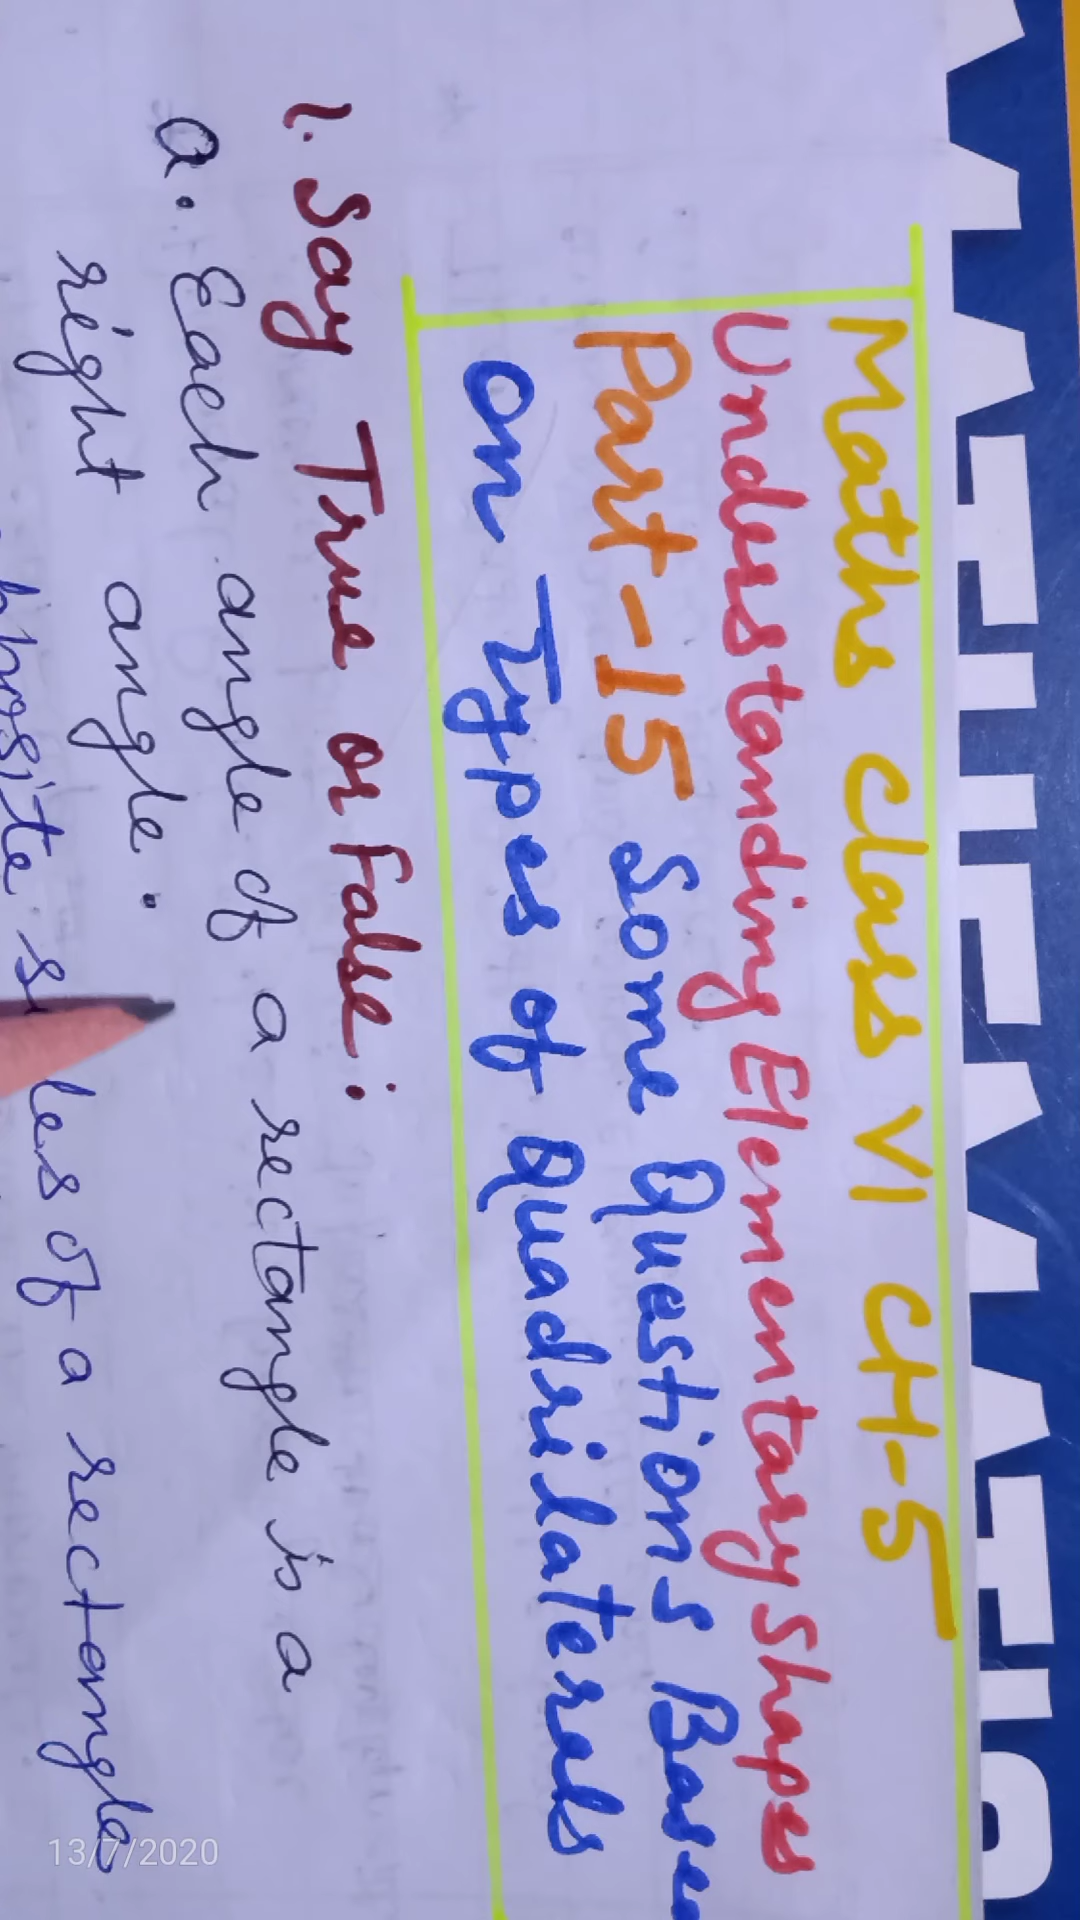 Maths Class VI CH-5
Understanding Elementary Shapes
Part-15 Some Questions Based
on Types of Quadrilaterals
1. Say True or False:
a. Each angle of a rectangle is a
right angle.
les of a rectangle
13/7/2020